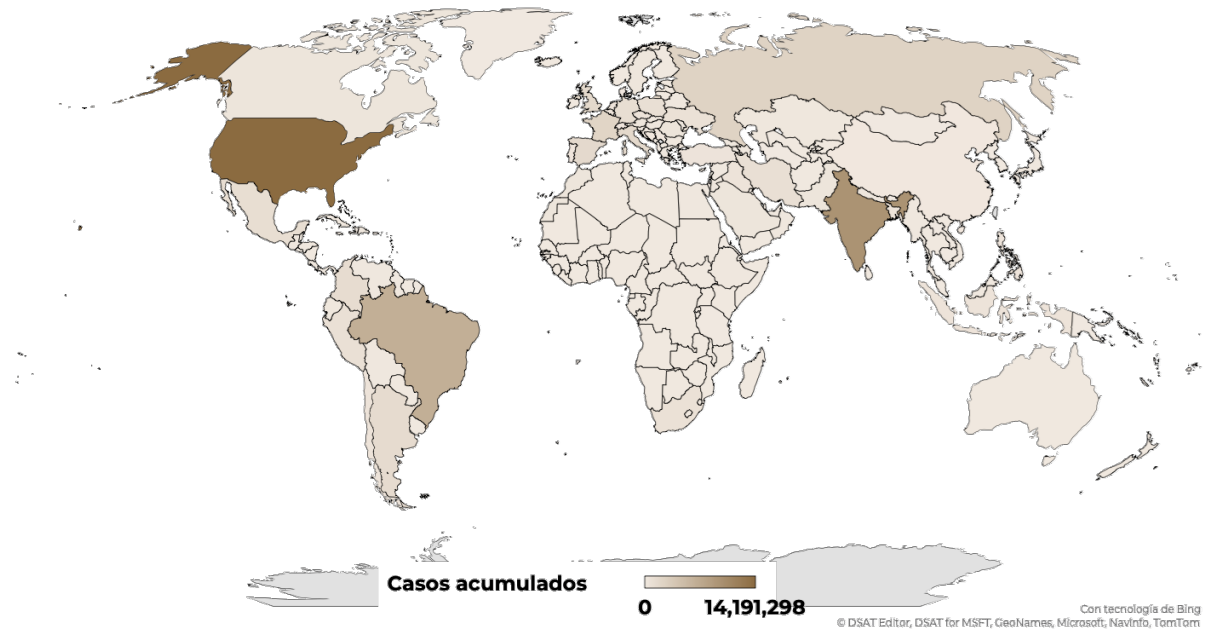 Casos acumulados
0 14,191,298
Con tecnología de Bing
© DSAT Editor, DSAT for MSFT, GeoNames, Microsoft, NavInfo, TomTom